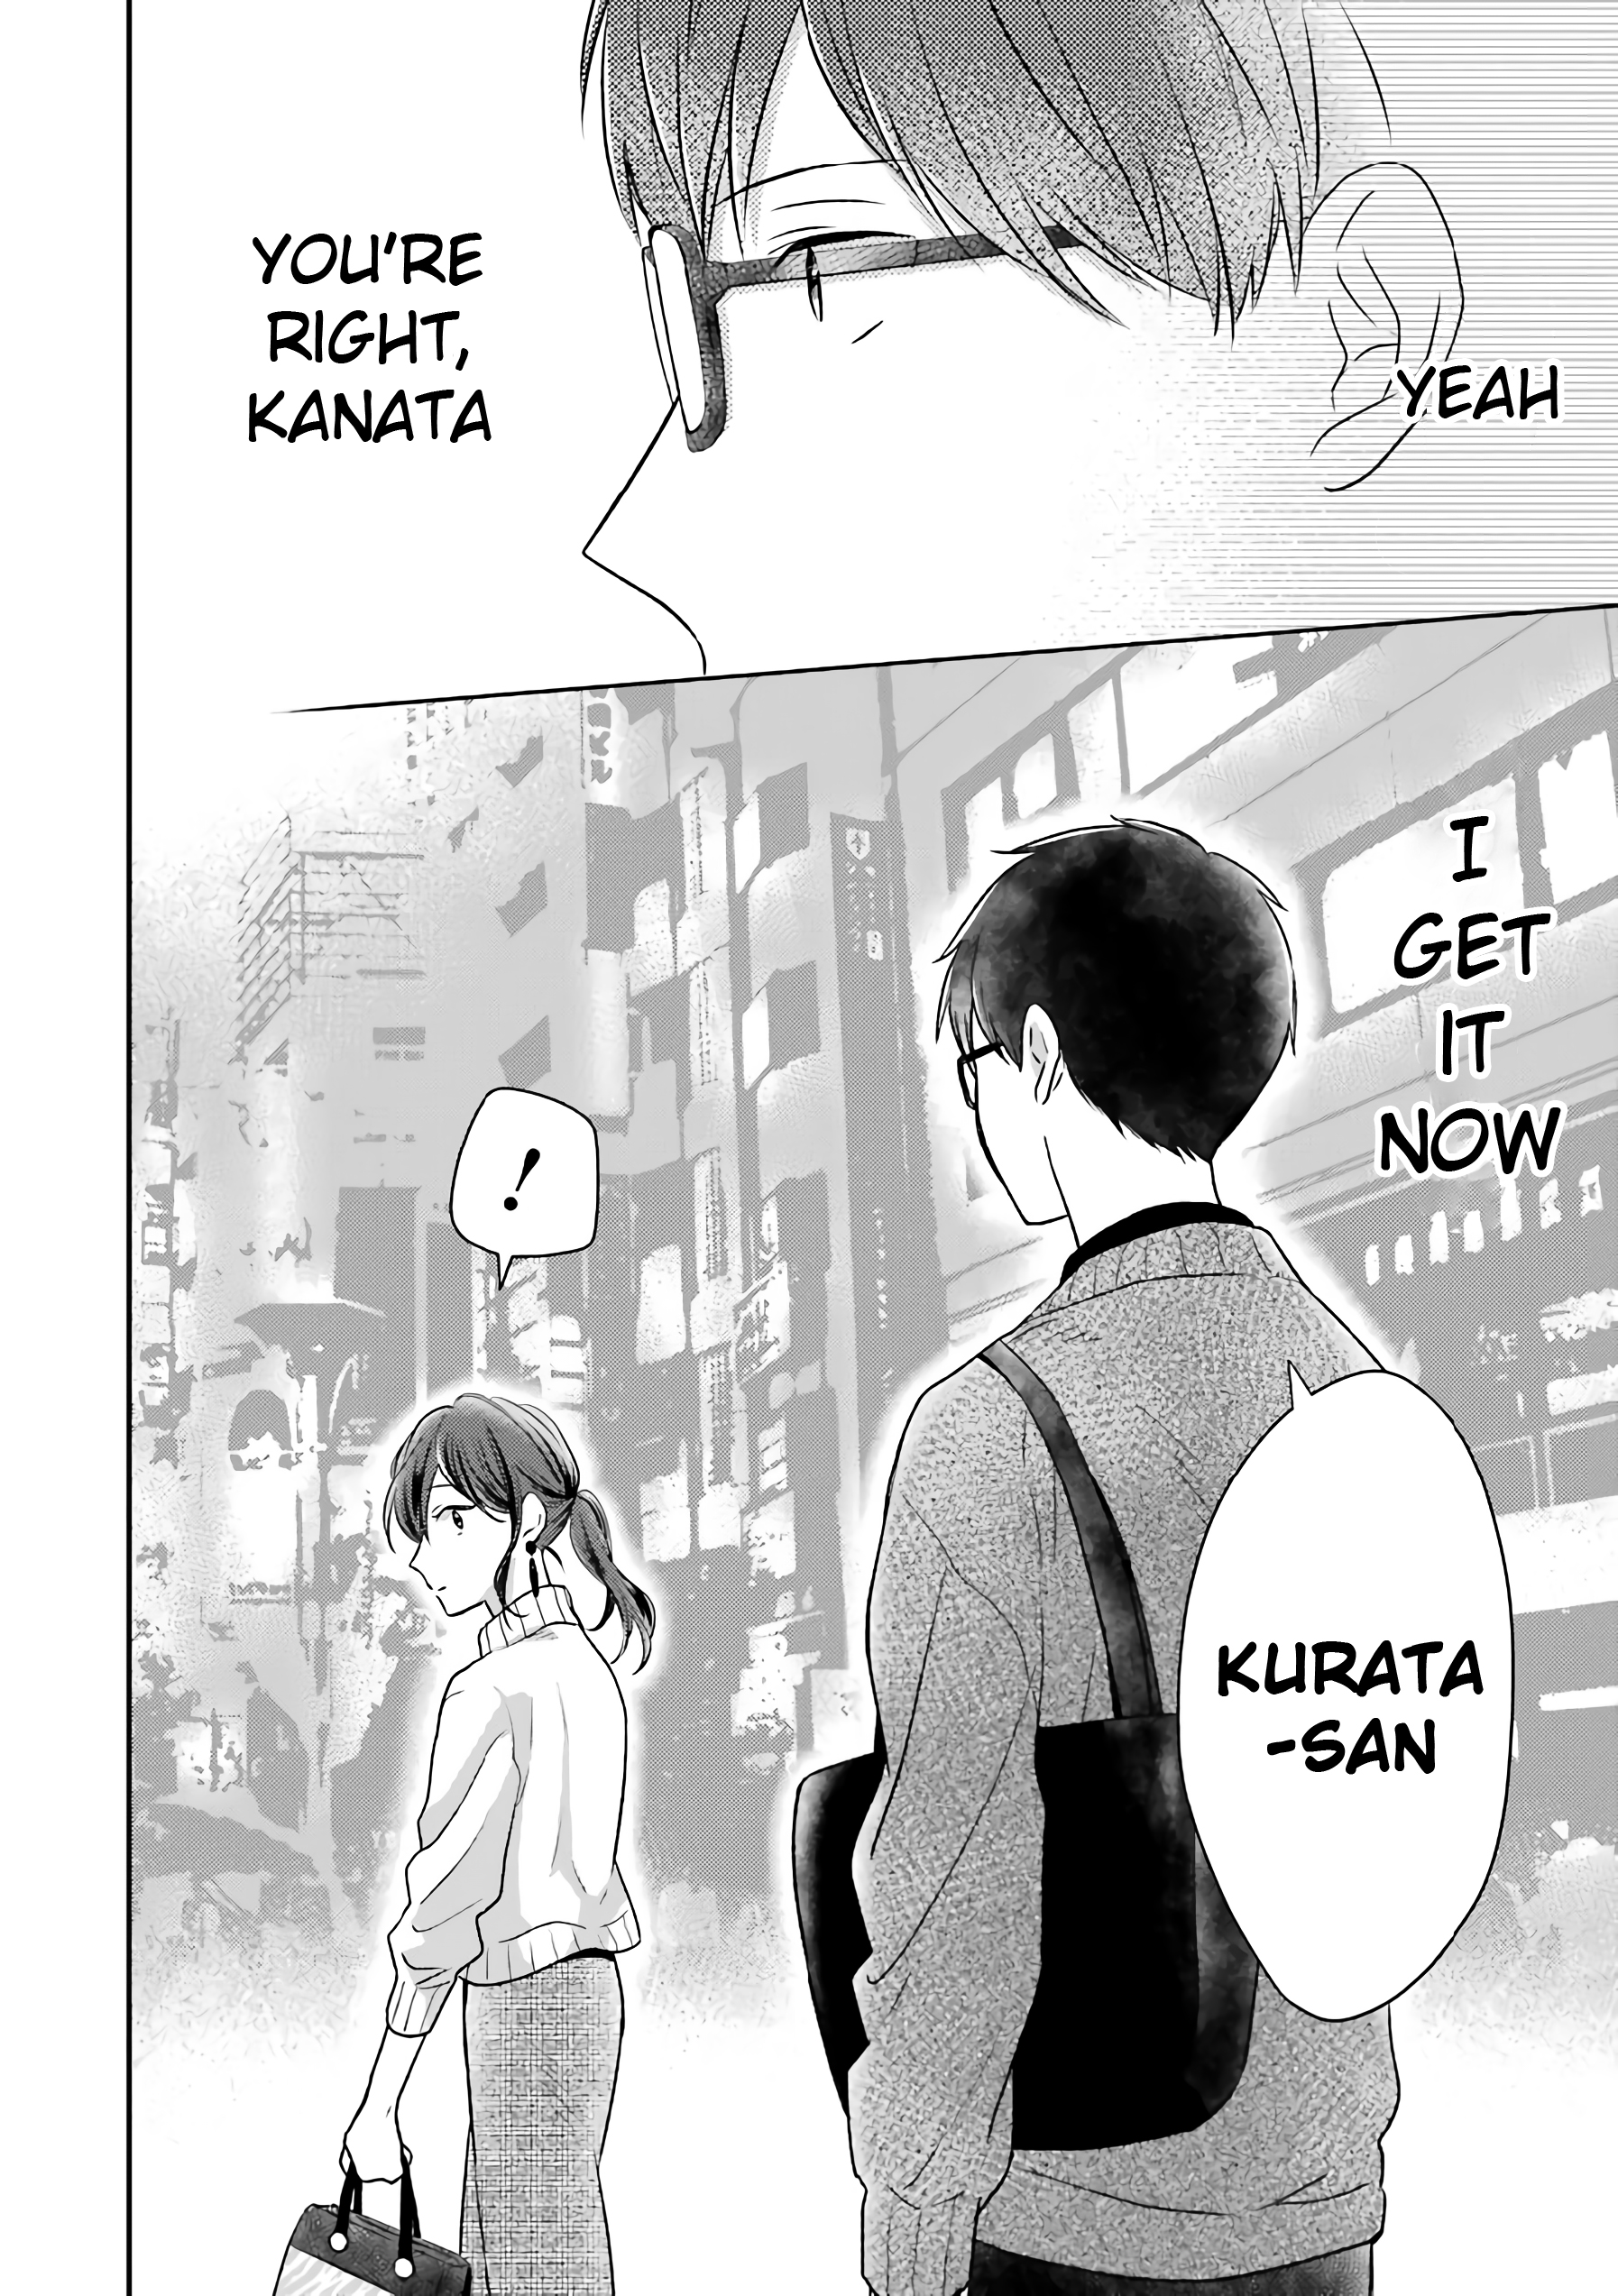 YEAH
YOU'RE
RIGHT,
KANATA
I
GET
IT
NOW
KURATA
-SAN
!